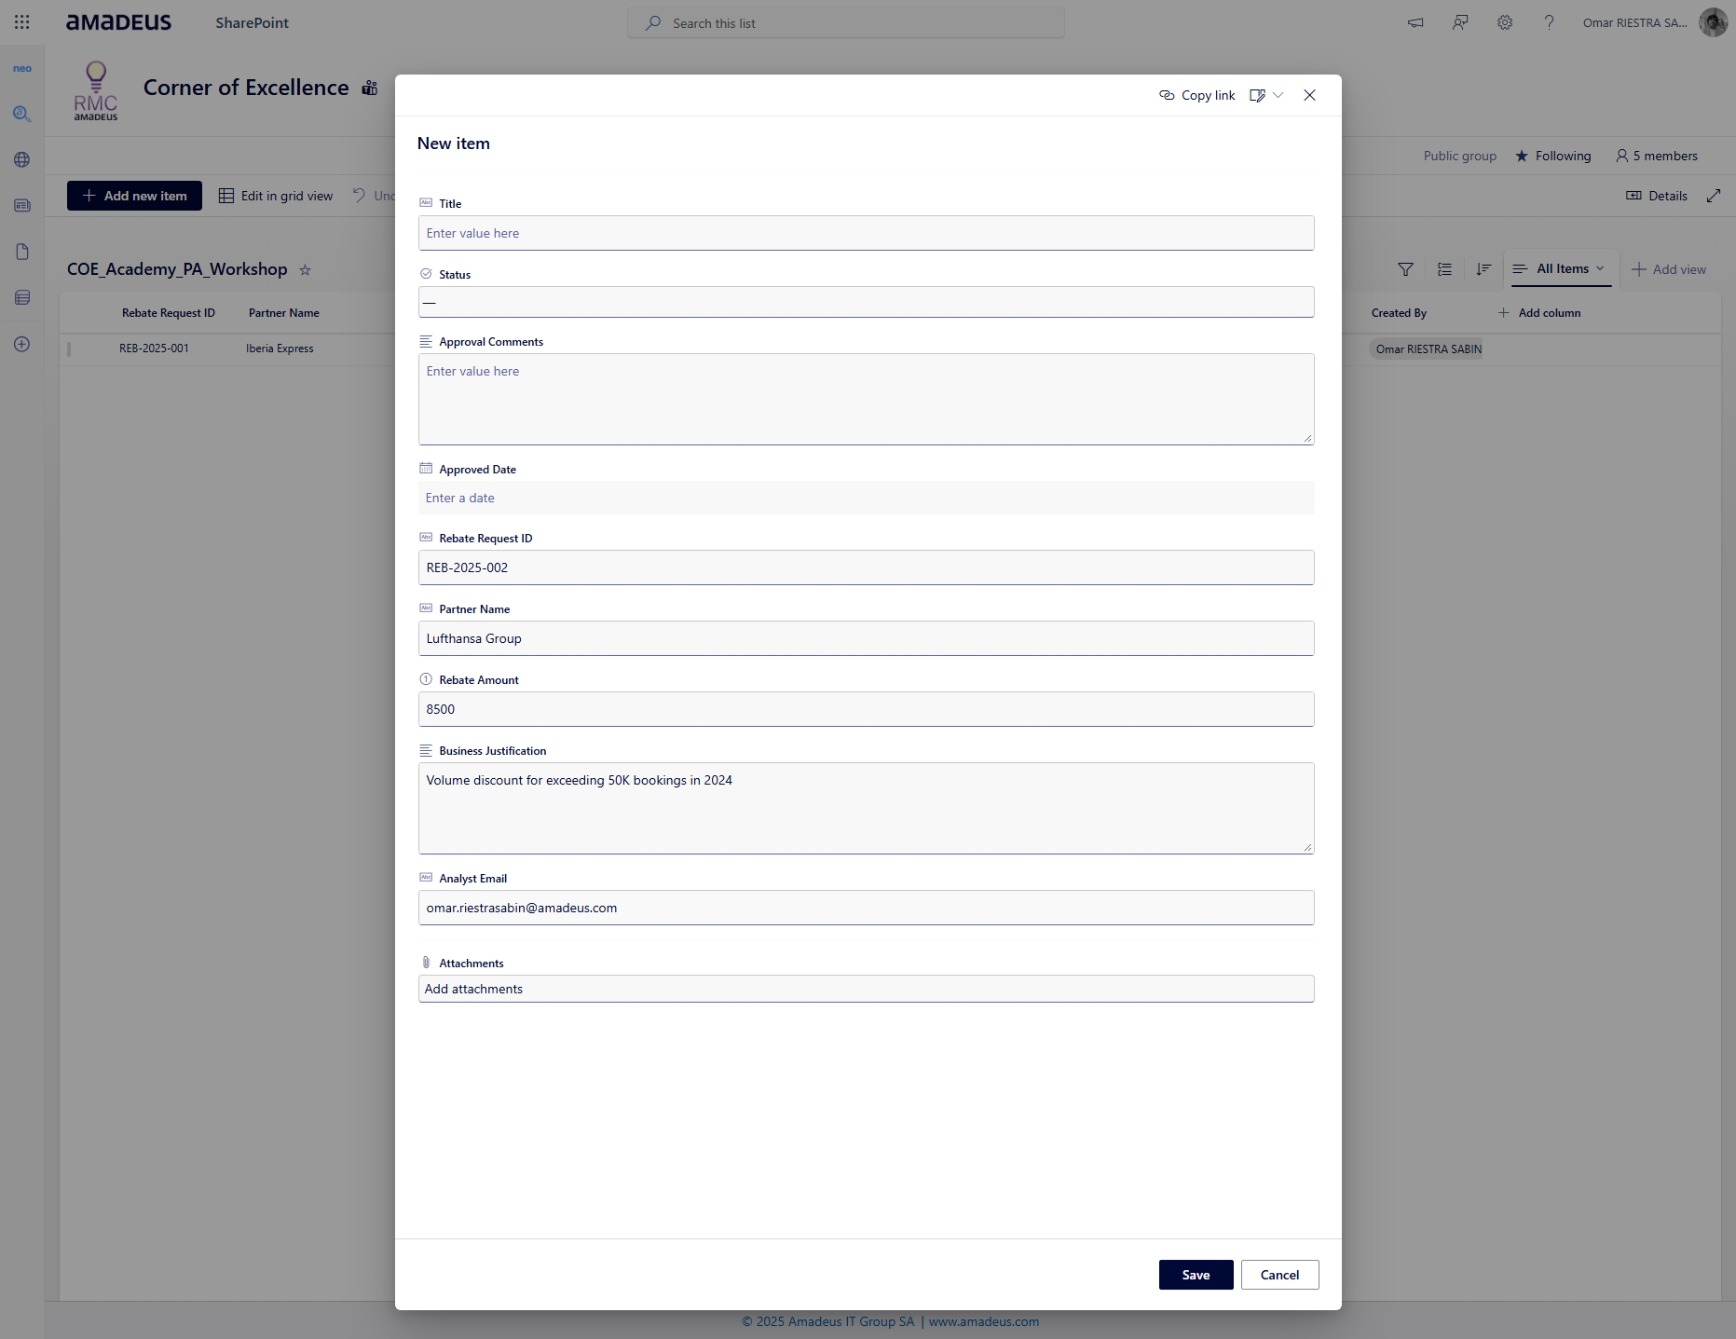 amadeus
SharePoint
Search this list
Omar RIESTRA SA...
neo
RMC
amadeus
Corner of Excellence
Copy link
New item
Public group
Following
5 members
Add new item
Edit in grid view
Details
COE_Academy_PA_Workshop
All Items
Add view
Rebate Request ID
Partner Name
Created By
Add column
REB-2025-001
Iberia Express
Omar RIESTRA SABIN
Title
Enter value here
Status
—
Approval Comments
Enter value here
Approved Date
Enter a date
Rebate Request ID
REB-2025-002
Partner Name
Lufthansa Group
Rebate Amount
8500
Business Justification
Volume discount for exceeding 50K bookings in 2024
Analyst Email
omar.riestrasabin@amadeus.com
Attachments
Add attachments
Save
Cancel
© 2025 Amadeus IT Group SA | www.amadeus.com